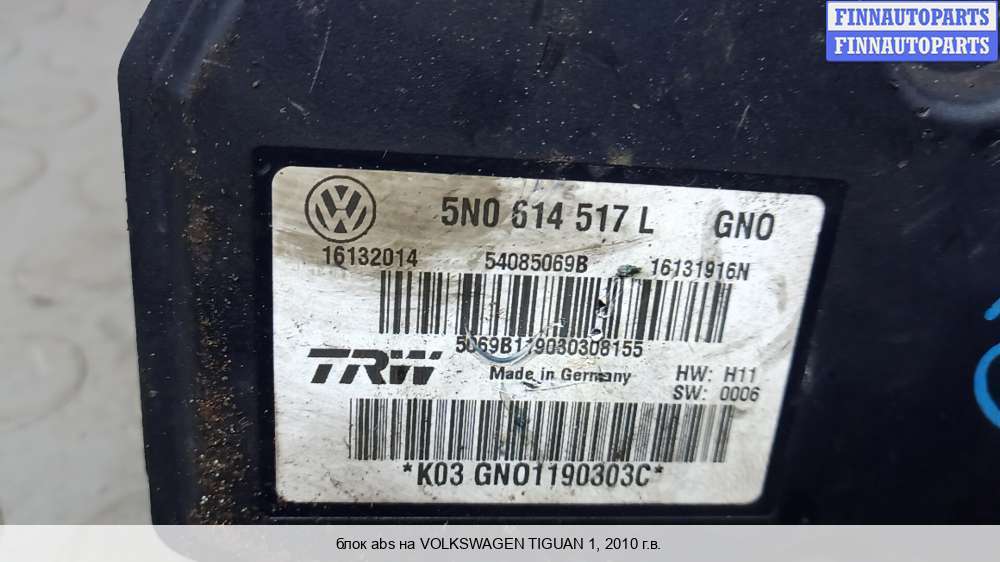 FINNAUTOPARTS
FINNAUTOPARTS
5N0 614 517 L GNO
16132014 54085069B 16131916N
5069B119030308155
TRW Made in Germany HW: H11
SW: 0006
*K03 GNO1190303C*
блок abs на VOLKSWAGEN TIGUAN 1, 2010 г.в.